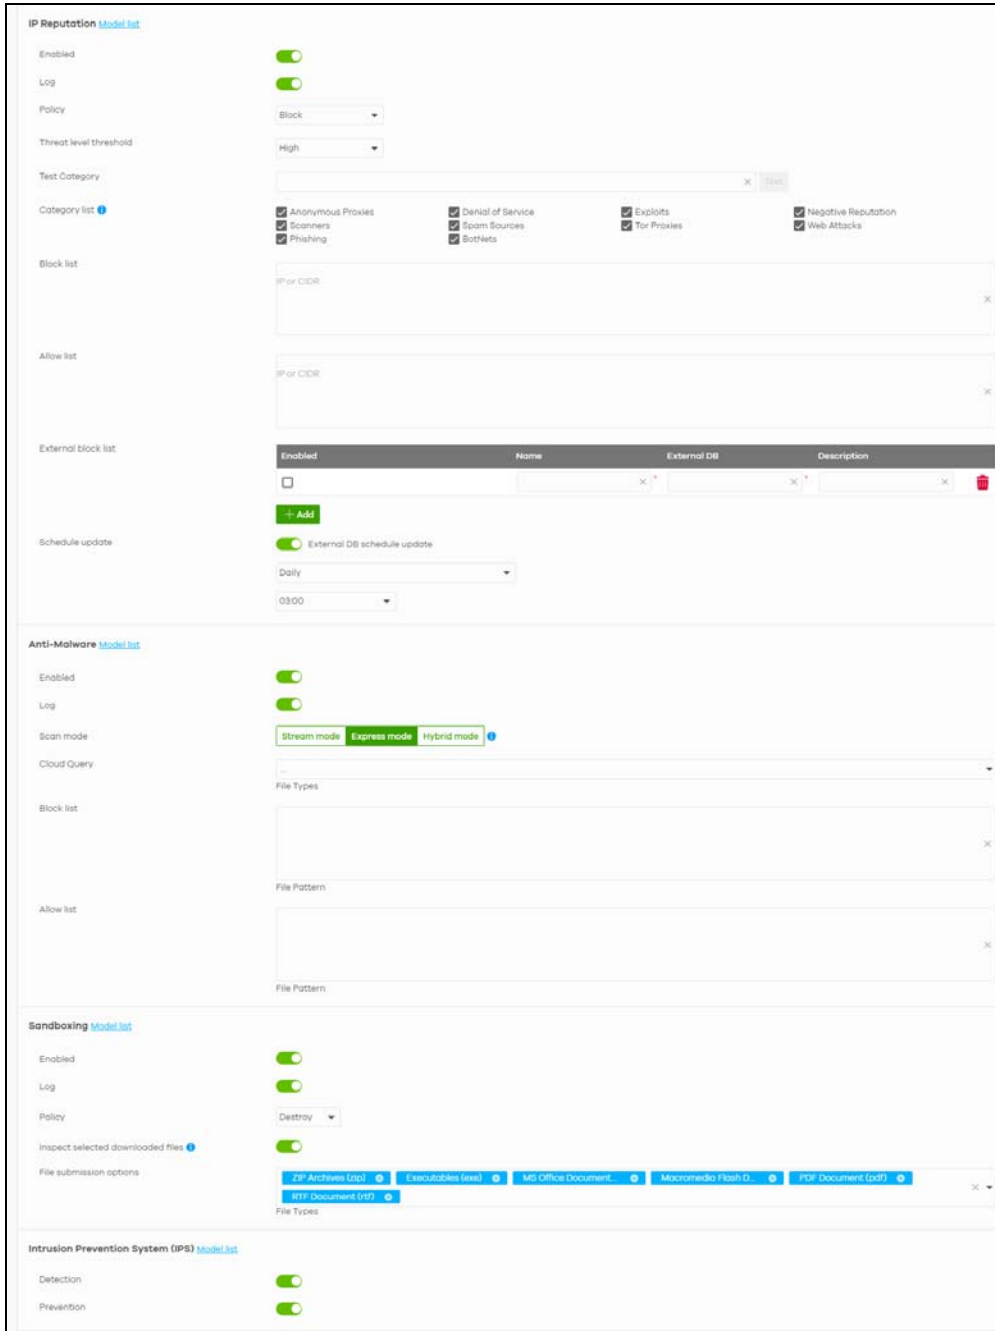 IP Reputation Model list
Enabled
Log
Policy Block
Threat level threshold High
Test Category Test
Category list Anonymous Proxies Denial of Service Exploits Negative Reputation
Scanners Spam Sources Tor Proxies Web Attacks
Phishing BotNets
Block list
IP or CIDR
Allow list
IP or CIDR
External block list
Enabled Name External DB Description
* *
+ Add
Schedule update External DB schedule update
Daily
03:00
Anti-Malware Model list
Enabled
Log
Scan mode Stream mode Express mode Hybrid mode
Cloud Query ...
File Types
Block list
File Pattern
Allow list
File Pattern
Sandboxing Model list
Enabled
Log
Policy Destroy
Inspect selected downloaded files
File submission options
ZIP Archives (zip) Executables (exe) MS Office Document... Macromedia Flash D... PDF Document (pdf)
RTF Document (rtf)
File Types
Intrusion Prevention System (IPS) Model list
Detection
Prevention